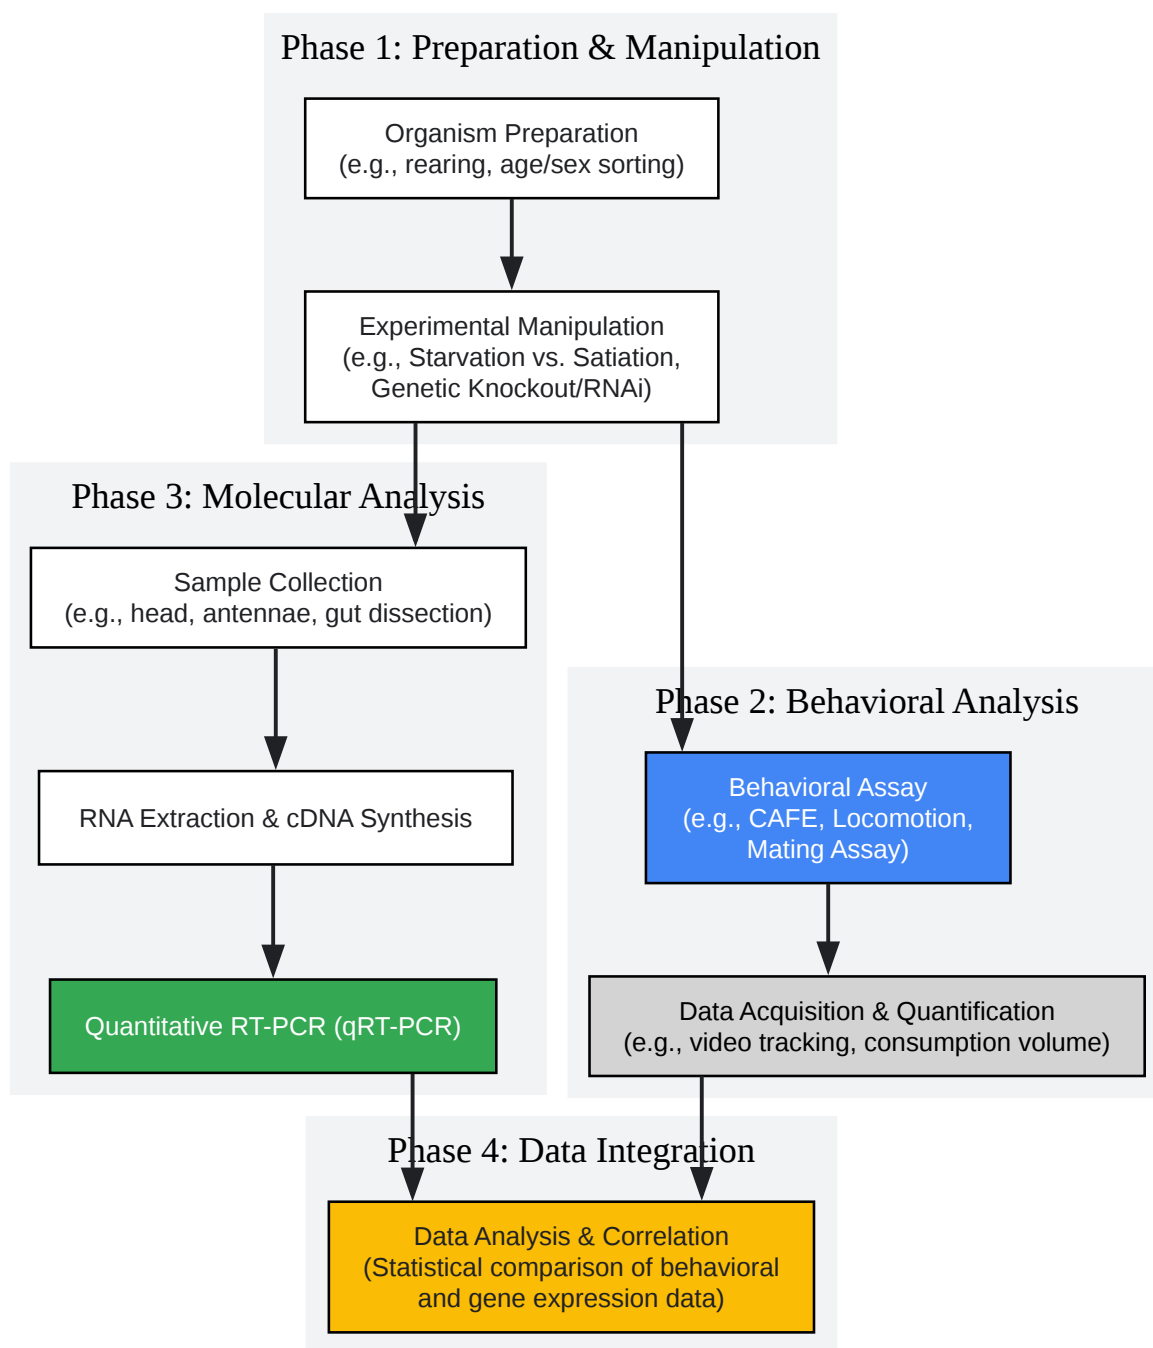 Phase 1: Preparation & Manipulation
Organism Preparation
(e.g., rearing, age/sex sorting)
Experimental Manipulation
(e.g., Starvation vs. Satiation,
Genetic Knockout/RNAi)
Phase 3: Molecular Analysis
Sample Collection
(e.g., head, antennae, gut dissection)
RNA Extraction & cDNA Synthesis
Quantitative RT-PCR (qRT-PCR)
Phase 2: Behavioral Analysis
Behavioral Assay
(e.g., CAFE, Locomotion,
Mating Assay)
Data Acquisition & Quantification
(e.g., video tracking, consumption volume)
Phase 4: Data Integration
Data Analysis & Correlation
(Statistical comparison of behavioral
and gene expression data)